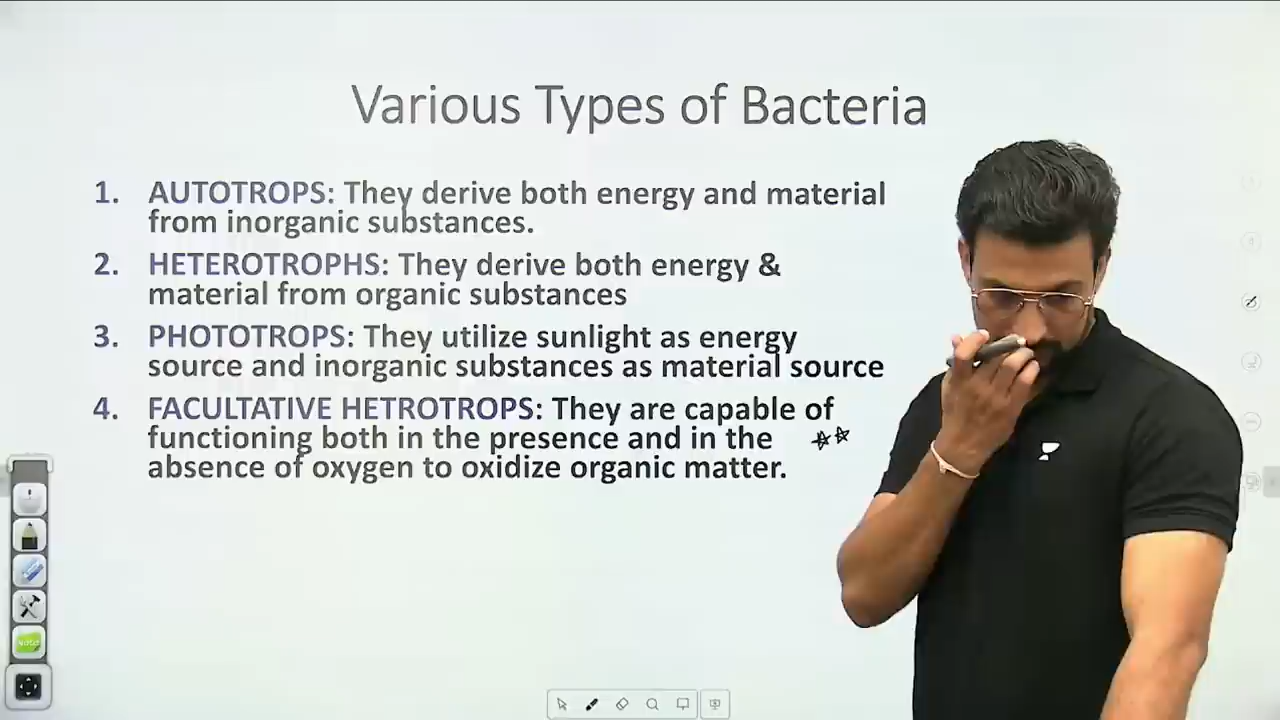 Various Types of Bacteria
1. AUTOTROPS: They derive both energy and material
from inorganic substances.
2. HETEROTROPHS: They derive both energy &
material from organic substances
3. PHOTOTROPS: They utilize sunlight as energy
source and inorganic substances as material source
4. FACULTATIVE HETROTROPS: They are capable of
functioning both in the presence and in the
absence of oxygen to oxidize organic matter.